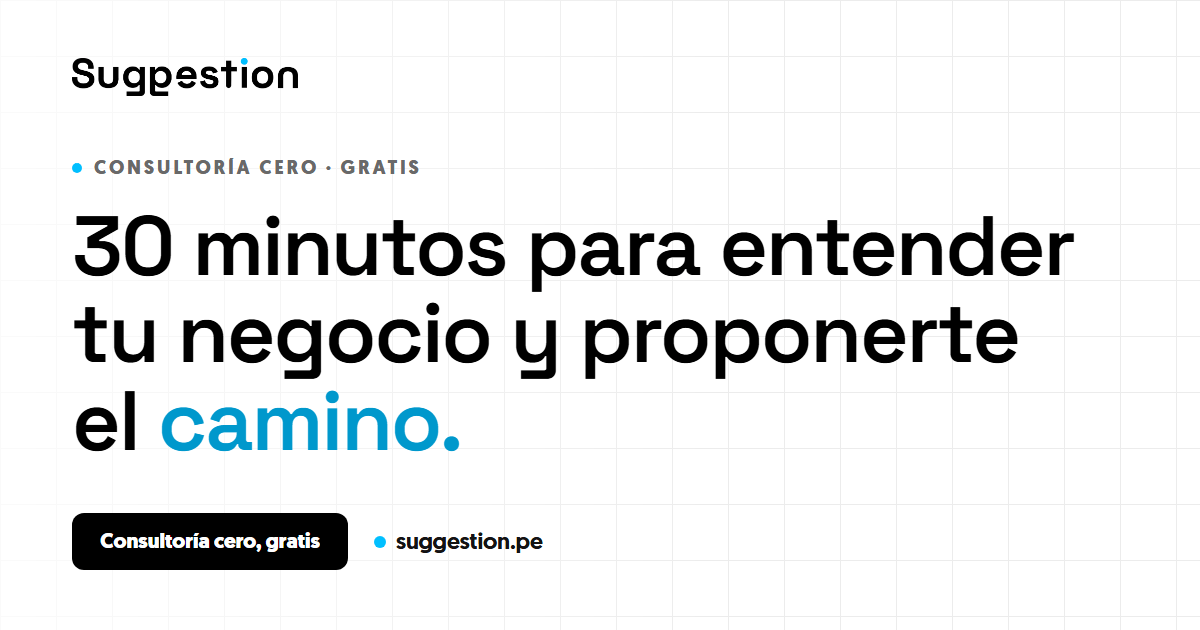 Suggestion
CONSULTORÍA CERO · GRATIS
30 minutos para entender
tu negocio y proponerte
el camino.
Consultoría cero, gratis
suggestion.pe